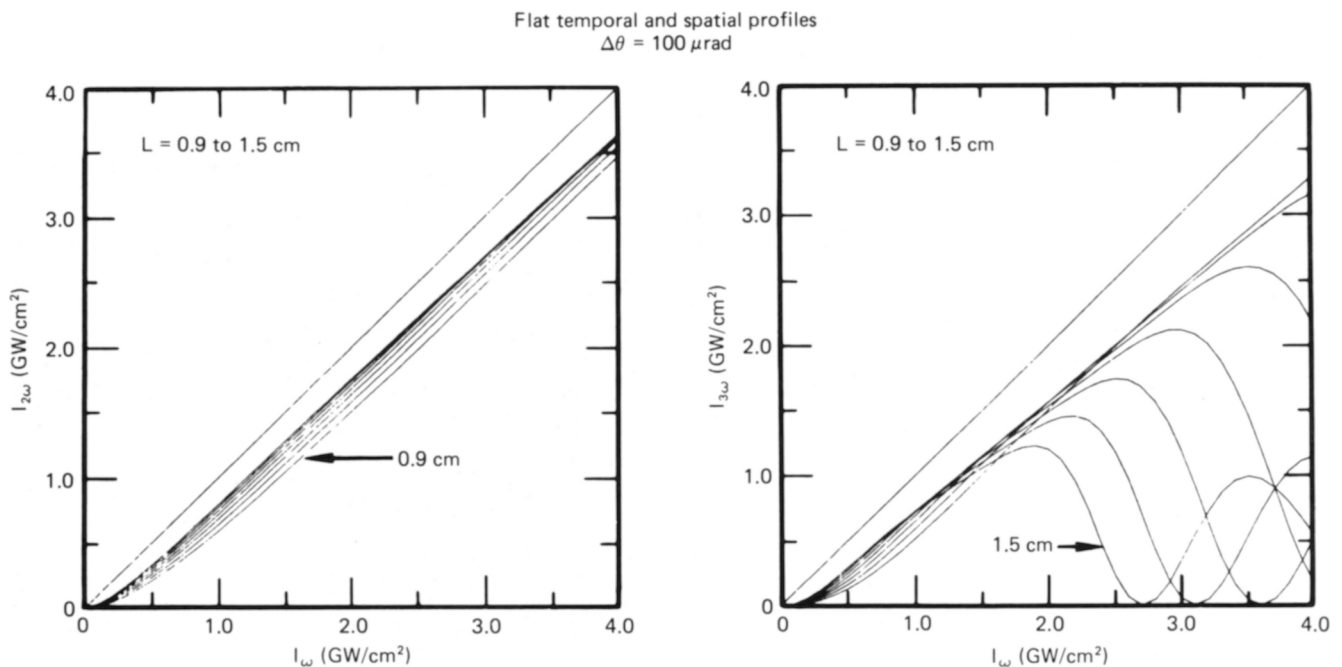 Flat temporal and spatial profiles
Δθ = 100 μrad
4.0
3.0
2.0
1.0
0
I2ω (GW/cm²)
L = 0.9 to 1.5 cm
0.9 cm
0
1.0
2.0
3.0
4.0
Iω (GW/cm²)
4.0
3.0
2.0
1.0
0
I3ω (GW/cm²)
L = 0.9 to 1.5 cm
1.5 cm
0
1.0
2.0
3.0
4.0
Iω (GW/cm²)